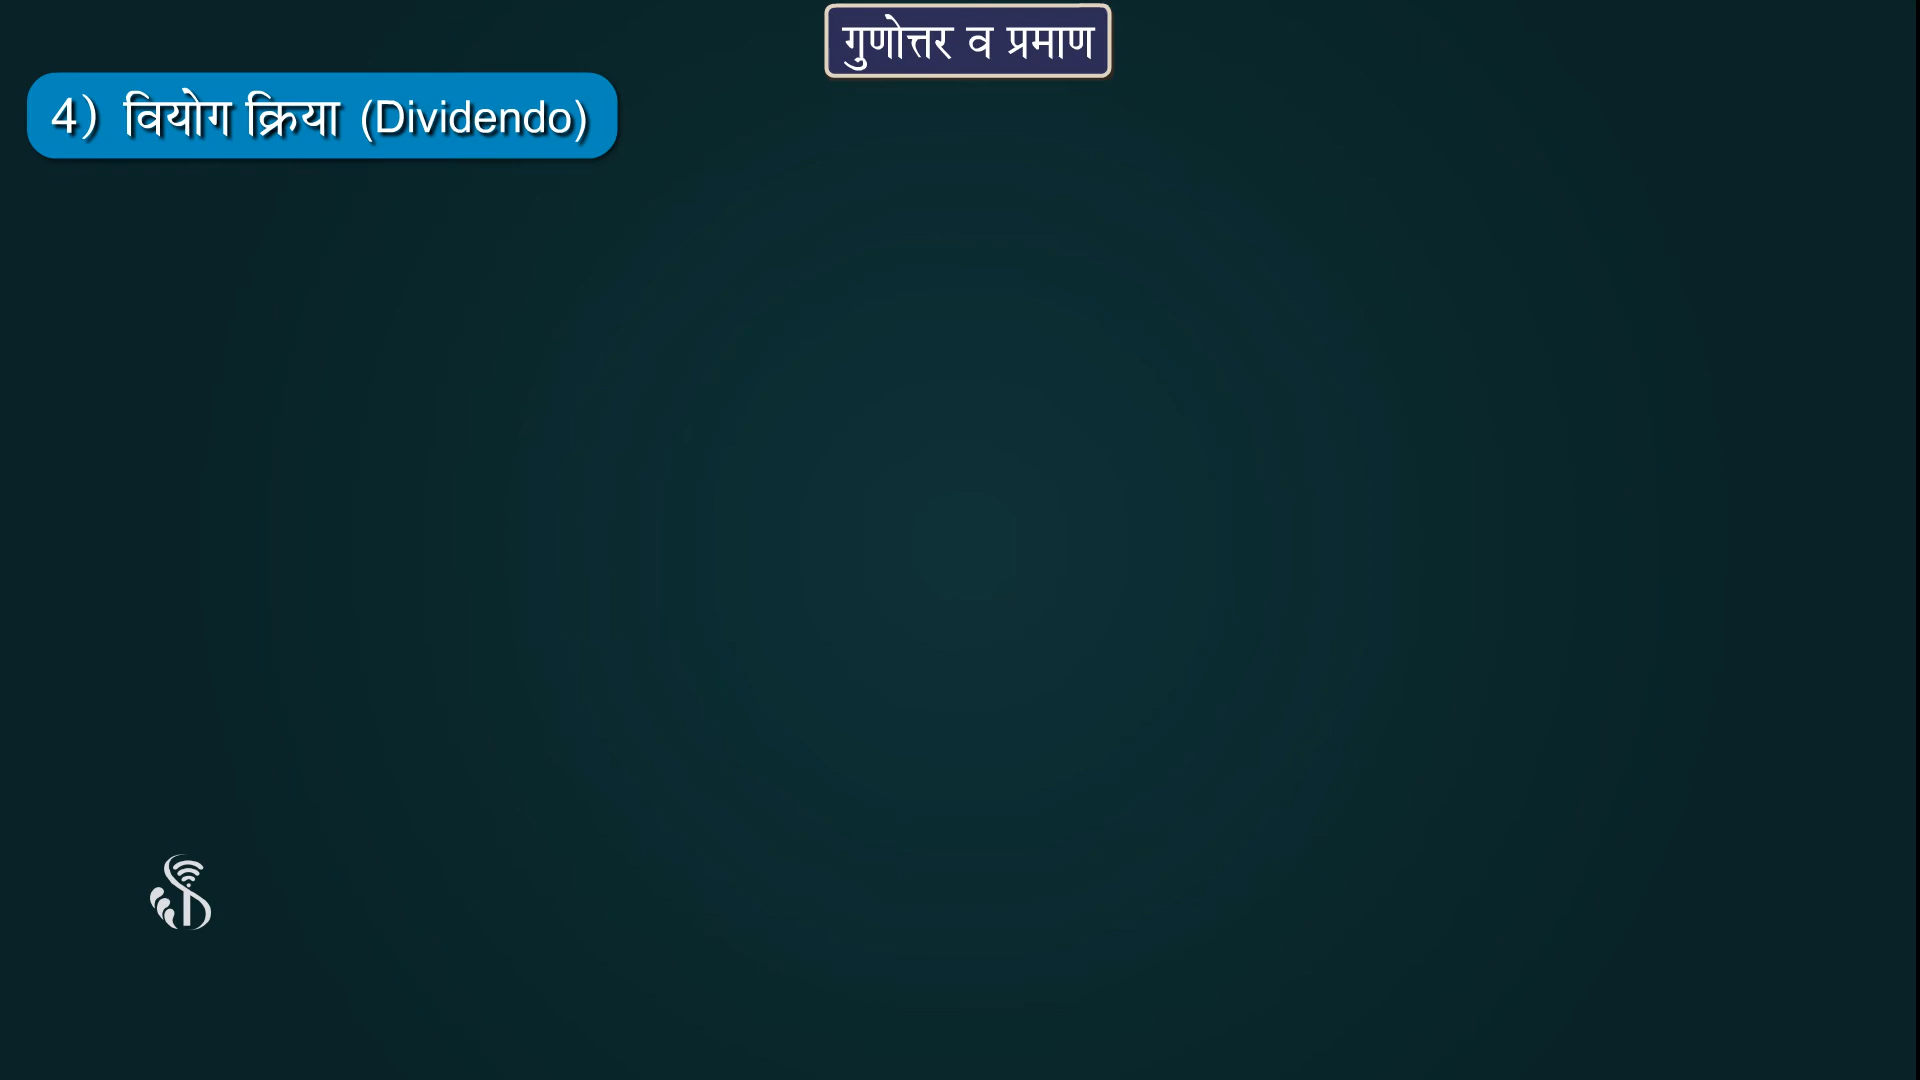 गुणोत्तर व प्रमाण
4) वियोग क्रिया (Dividendo)